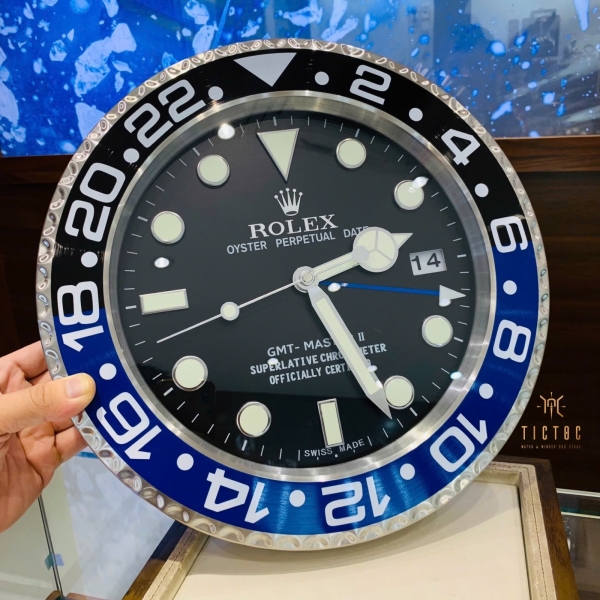 2
4
6
8
10
12
14
16
18
20
22
ROLEX
OYSTER PERPETUAL DATE
14
GMT-MASTER II
SUPERLATIVE CHRONOMETER
OFFICIALLY CERTIFIED
SWISS MADE
TICTOC